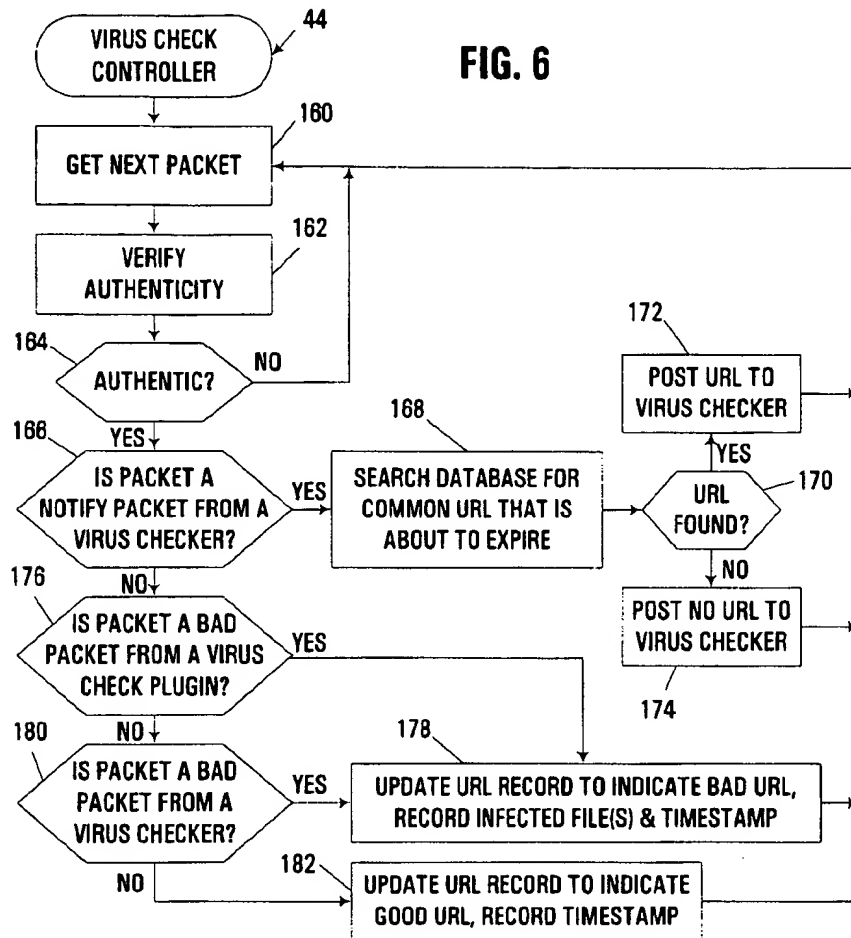 VIRUS CHECK
CONTROLLER
44
FIG. 6
160
GET NEXT PACKET
162
VERIFY
AUTHENTICITY
164
AUTHENTIC?
NO
YES
166
IS PACKET A
NOTIFY PACKET FROM A
VIRUS CHECKER?
YES
168
SEARCH DATABASE FOR
COMMON URL THAT IS
ABOUT TO EXPIRE
172
POST URL TO
VIRUS CHECKER
YES
170
URL
FOUND?
NO
POST NO URL TO
VIRUS CHECKER
174
NO
176
IS PACKET A BAD
PACKET FROM A VIRUS
CHECK PLUGIN?
YES
NO
180
IS PACKET A BAD
PACKET FROM A
VIRUS CHECKER?
YES
178
UPDATE URL RECORD TO INDICATE BAD URL,
RECORD INFECTED FILE(S) & TIMESTAMP
NO
182
UPDATE URL RECORD TO INDICATE
GOOD URL, RECORD TIMESTAMP